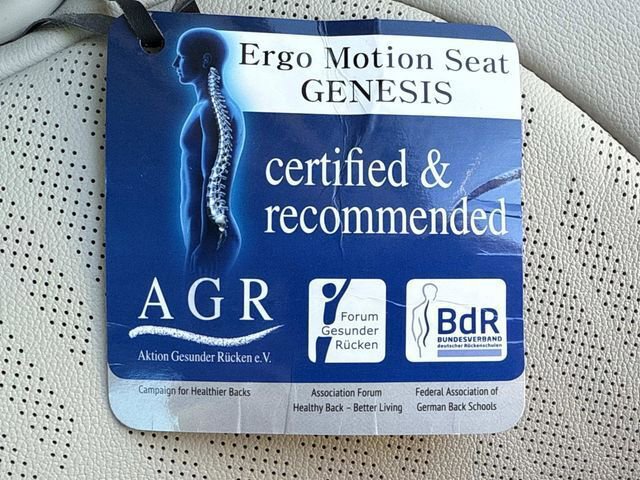 Ergo Motion Seat
GENESIS
certified &
recommended
AGR
Aktion Gesunder Rücken e.V.
Forum
Gesunder
Rücken
BdR
BUNDESVERBAND
deutscher Rückenschulen
Campaign for Healthier Backs
Association Forum
Healthy Back – Better Living
Federal Association of
German Back Schools